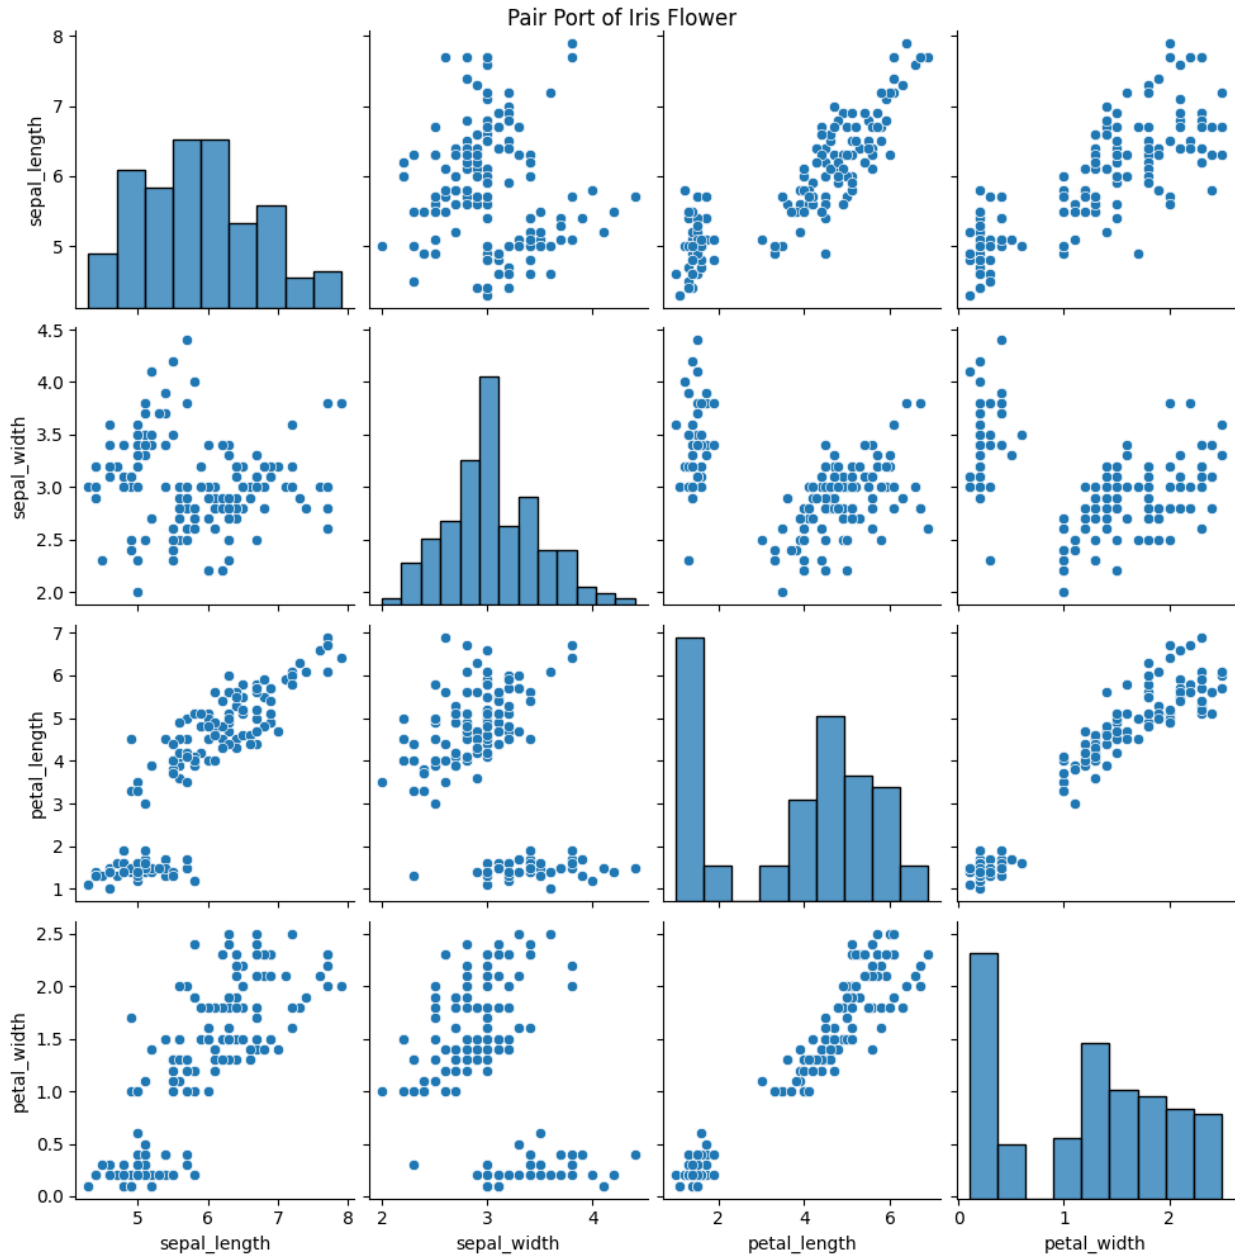 Pair Port of Iris Flower
8
7
6
5
sepal_length
4.5
4.0
3.5
3.0
2.5
2.0
sepal_width
7
6
5
4
3
2
1
petal_length
2.5
2.0
1.5
1.0
0.5
0.0
petal_width
5 6 7 8
2 3 4
2 4 6
0 1 2
sepal_length
sepal_width
petal_length
petal_width